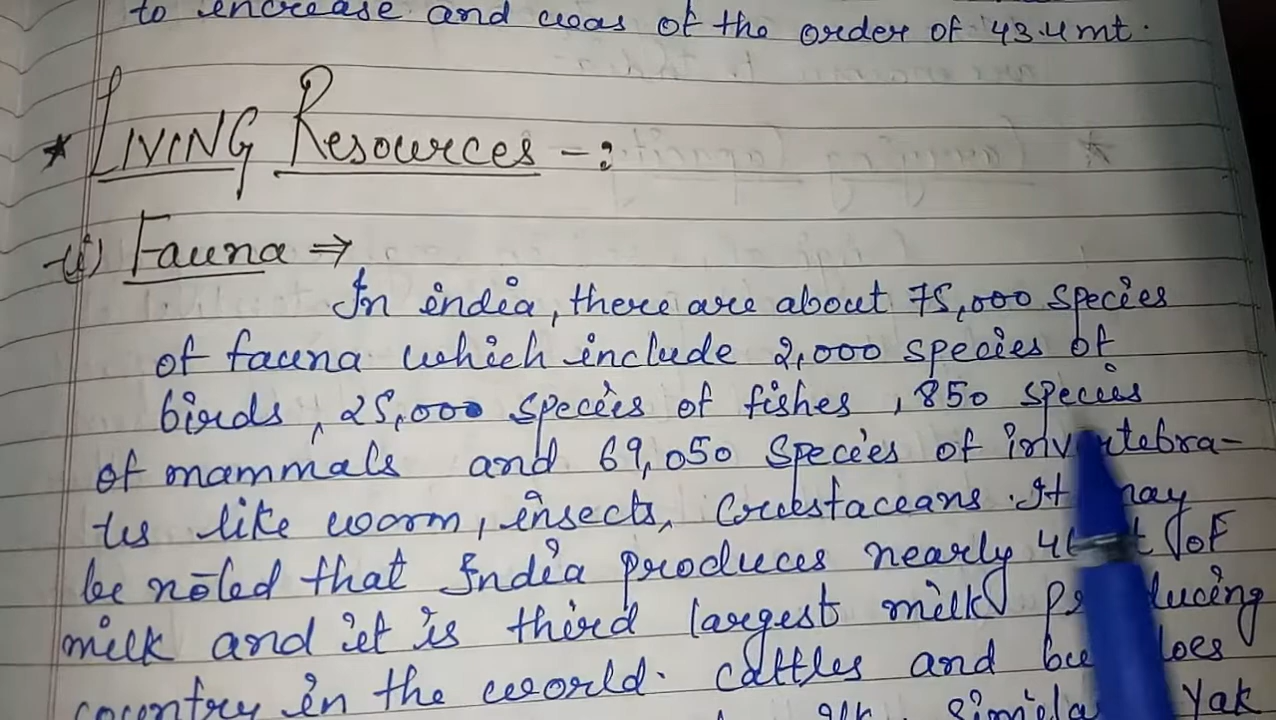 to increase and was of the order of 43.4 mt.
* LIVING Resources -:
(i) Fauna ⇒
In india, there are about 75,000 species
of fauna which include 2,000 species of
birds, 25,000 species of fishes, 850 species
of mammals and 69,050 species of invertebra-
tes like worm, insects, Crustaceans. It may
be noted that India produces nearly of
milk and it is third largest milk producing
country in the world. Cattles and buffaloes
Yak